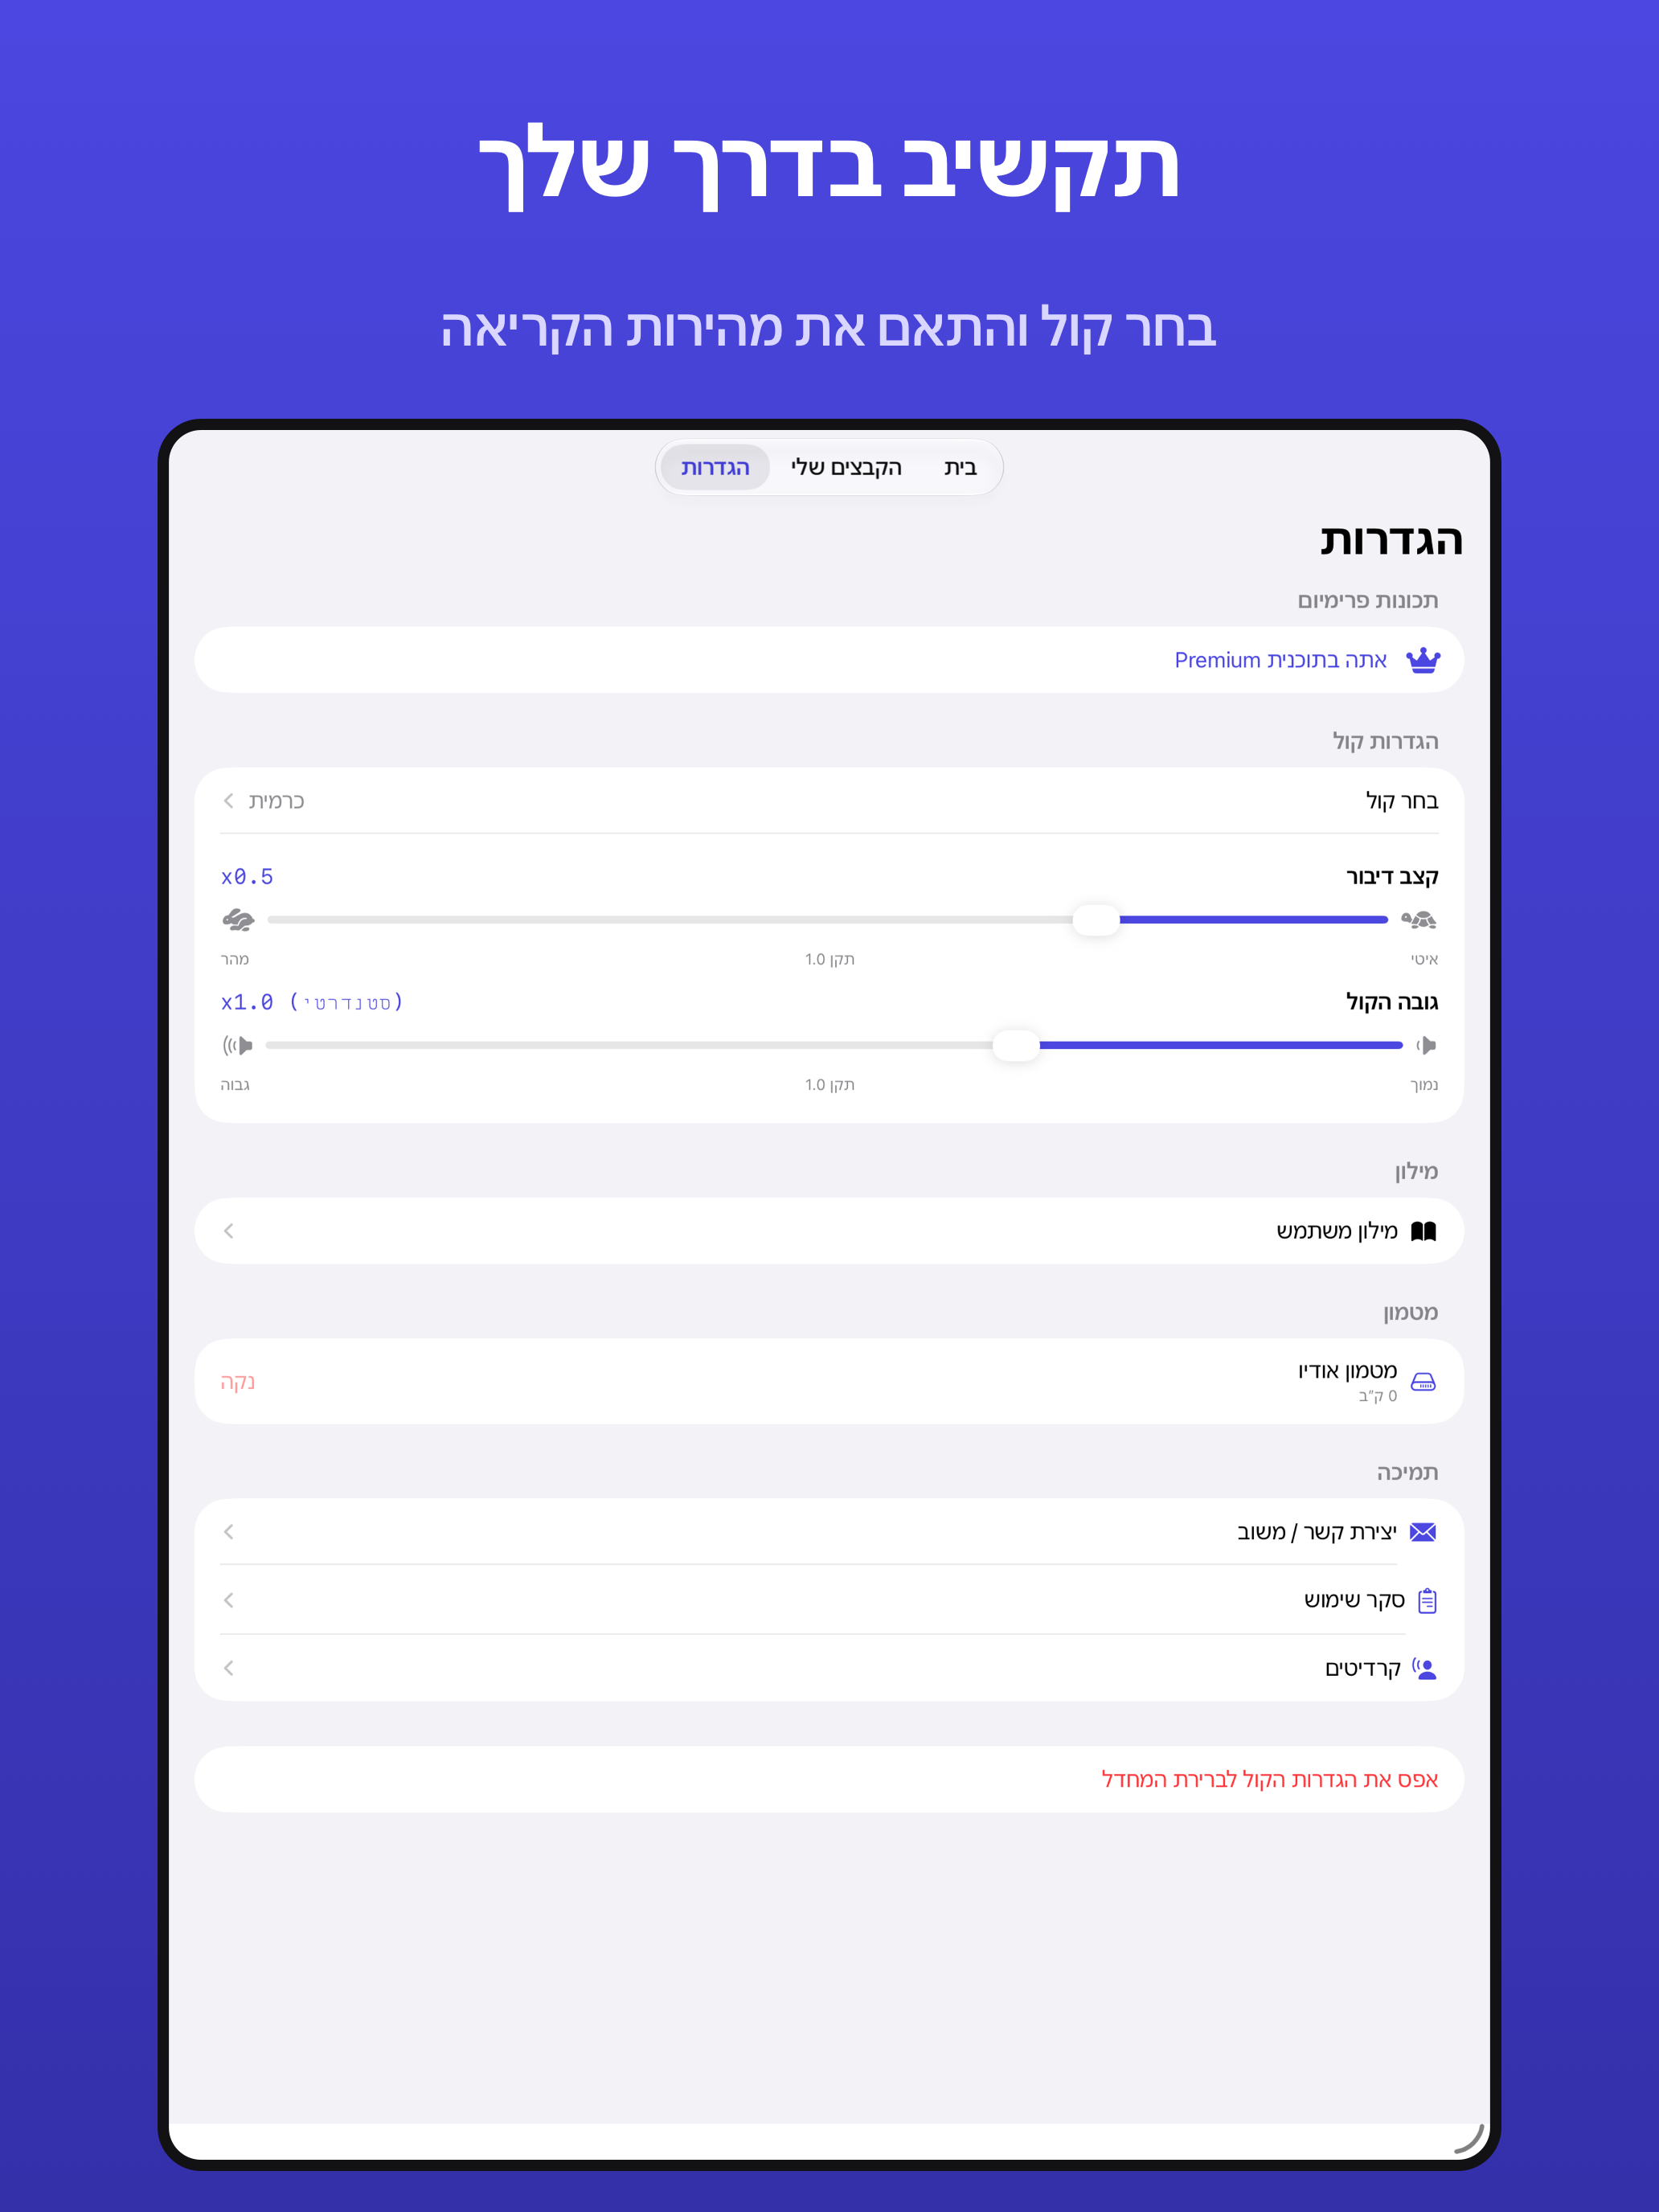 תקשיב בדרך שלך
בחר קול והתאם את מהירות הקריאה
בית הקבצים שלי הגדרות
הגדרות
תכונות פרימיום
אתה בתוכנית Premium
הגדרות קול
בחר קול כרמית
קצב דיבור x0.5
איטי תקן 1.0 מהר
גובה הקול x1.0 (סטנדרטי)
נמוך תקן 1.0 גבוה
מילון
מילון משתמש
מטמון
מטמון אודיו
0 ק"ב
נקה
תמיכה
יצירת קשר / משוב
סקר שימוש
קרדיטים
אפס את הגדרות הקול לברירת המחדל